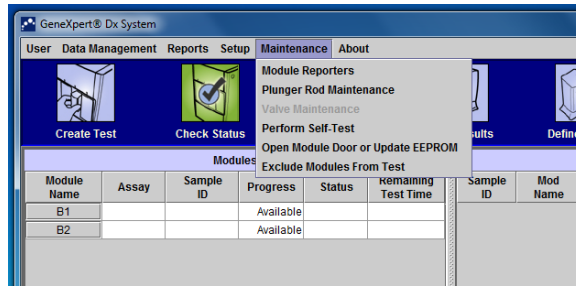 GeneXpert® Dx System
User Data Management Reports Setup Maintenance About
Module Reporters
Plunger Rod Maintenance
Valve Maintenance
Perform Self-Test
Open Module Door or Update EEPROM
Exclude Modules From Test
Create Test Check Status sults Define
Modules
Module Name Assay Sample ID Progress Status Remaining Test Time Sample ID Mod Name
B1 Available
B2 Available